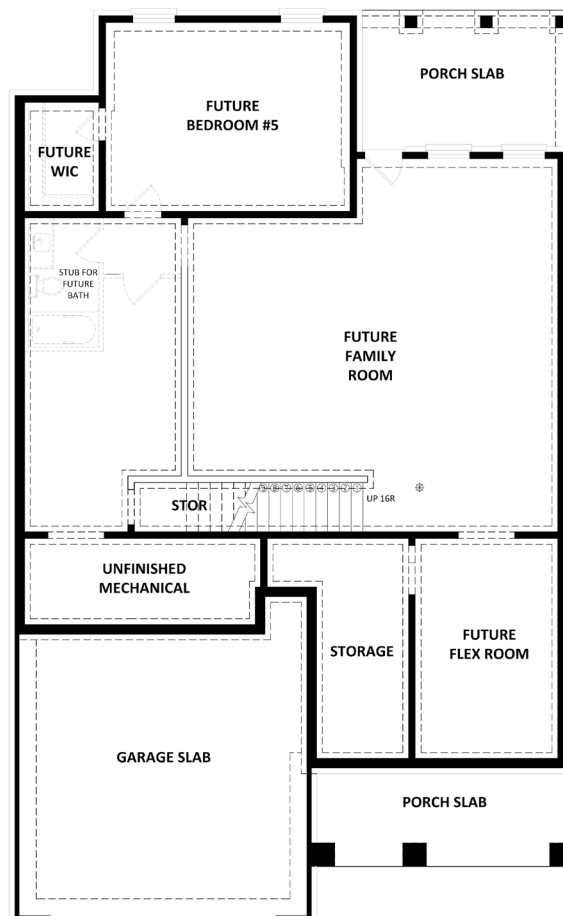 PORCH SLAB
FUTURE
BEDROOM #5
FUTURE
WIC
STUB FOR
FUTURE
BATH
FUTURE
FAMILY
ROOM
STOR
UP 16R
UNFINISHED
MECHANICAL
STORAGE
FUTURE
FLEX ROOM
GARAGE SLAB
PORCH SLAB